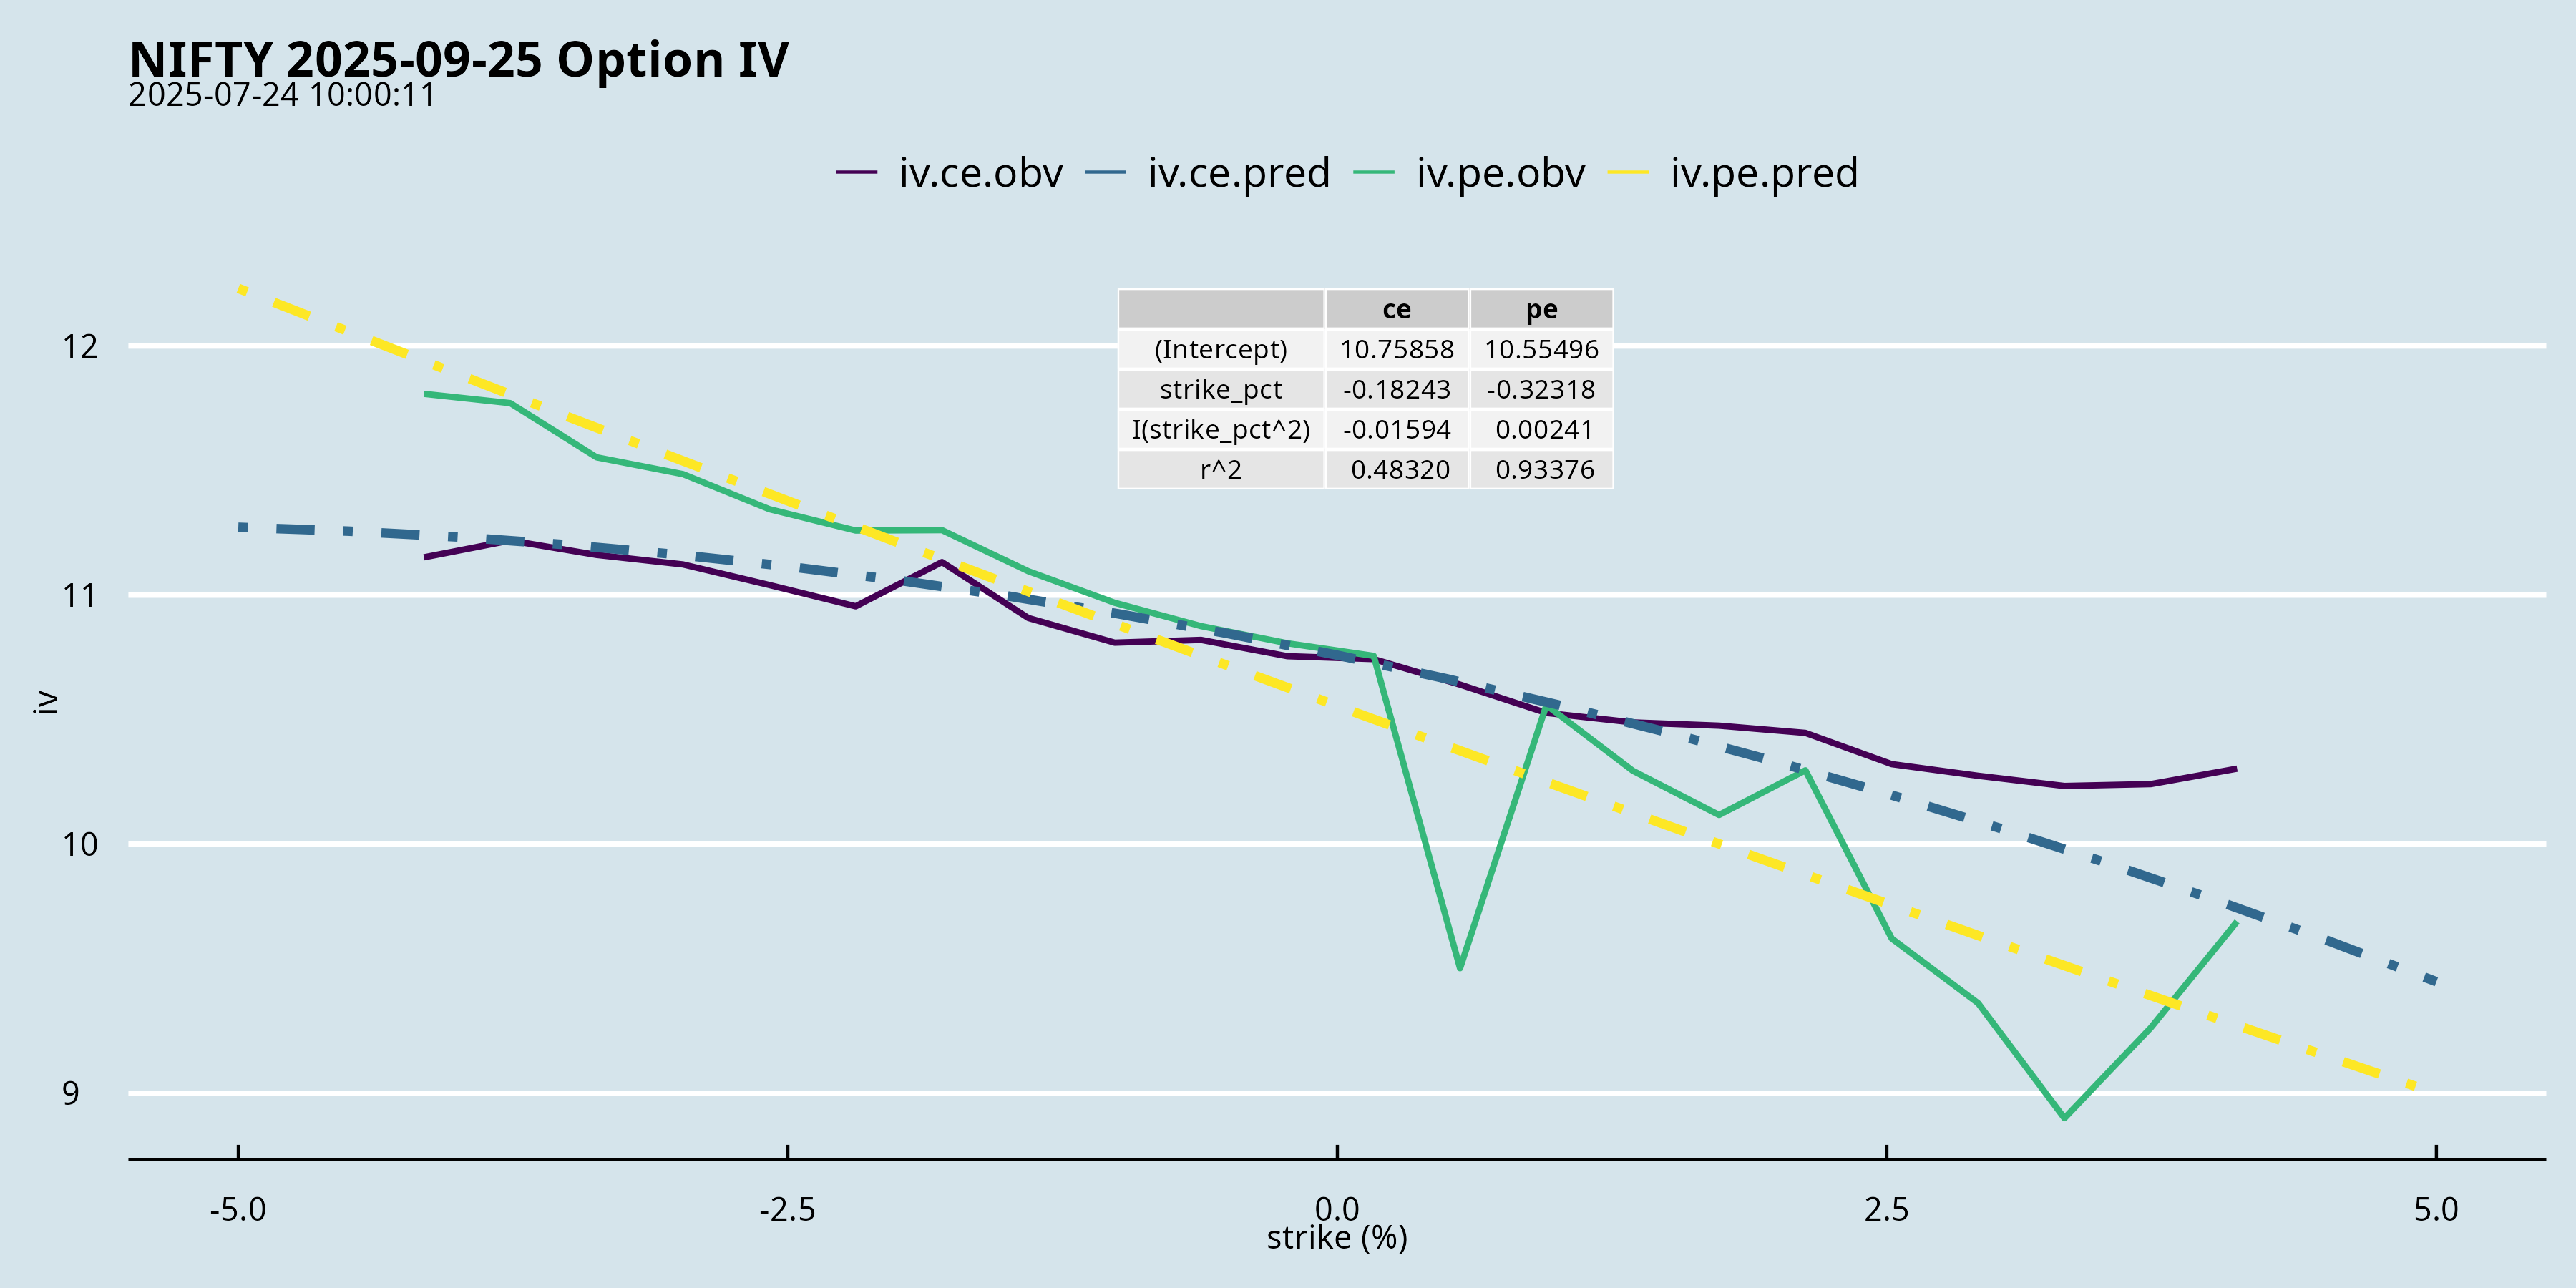 NIFTY 2025-09-25 Option IV
2025-07-24 10:00:11
iv.ce.obv iv.ce.pred iv.pe.obv iv.pe.pred
ce pe
(Intercept) 10.75858 10.55496
strike_pct -0.18243 -0.32318
I(strike_pct^2) -0.01594 0.00241
r^2 0.48320 0.93376
12
11
10
9
iv
-5.0 -2.5 0.0 2.5 5.0
strike (%)